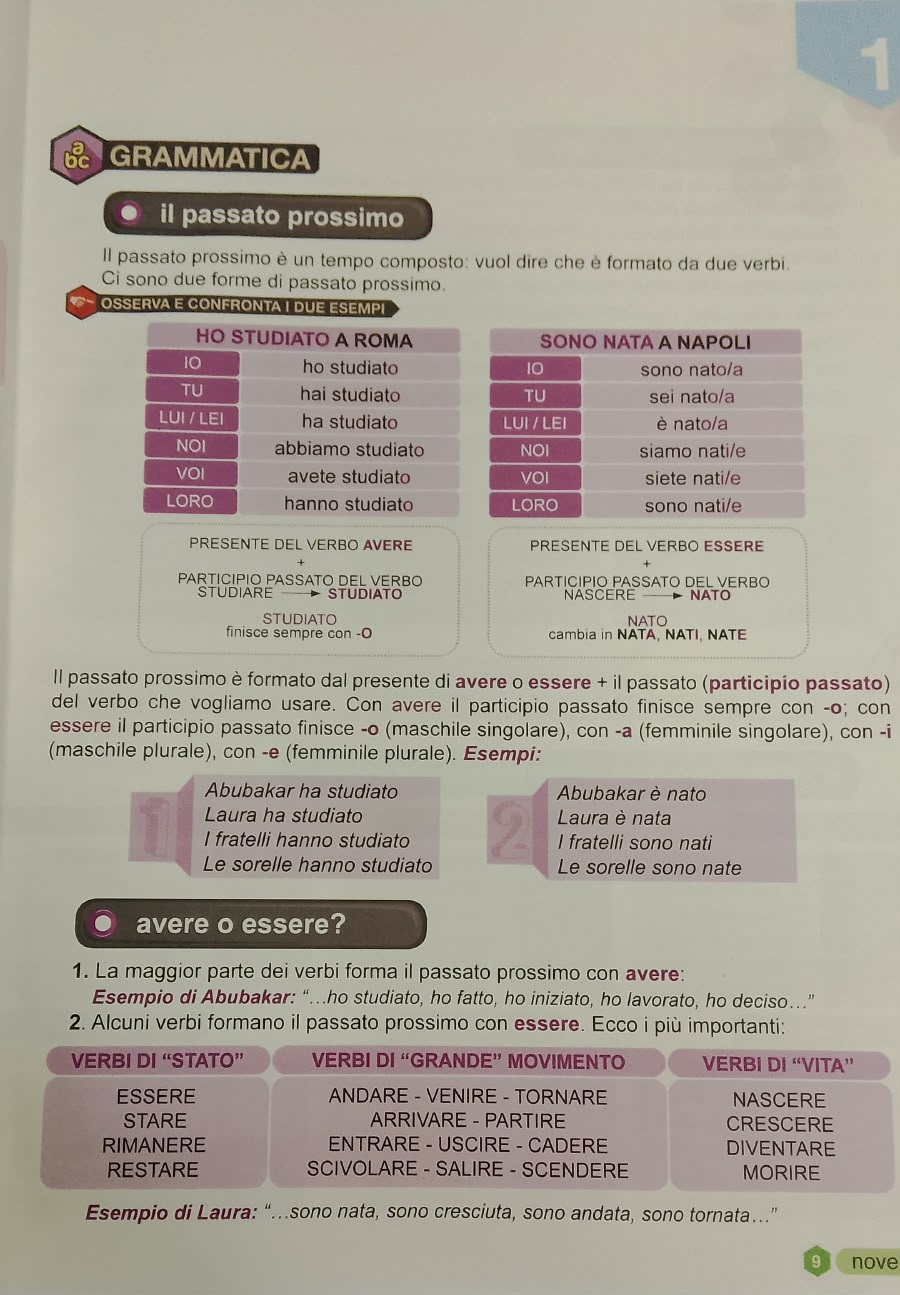 1
a
bc
GRAMMATICA
il passato prossimo
Il passato prossimo è un tempo composto: vuol dire che è formato da due verbi.
Ci sono due forme di passato prossimo.
OSSERVA E CONFRONTA I DUE ESEMPI
HO STUDIATO A ROMA
IO ho studiato
TU hai studiato
LUI / LEI ha studiato
NOI abbiamo studiato
VOI avete studiato
LORO hanno studiato
PRESENTE DEL VERBO AVERE
+
PARTICIPIO PASSATO DEL VERBO
STUDIARE → STUDIATO
STUDIATO
finisce sempre con -O
SONO NATA A NAPOLI
IO sono nato/a
TU sei nato/a
LUI / LEI è nato/a
NOI siamo nati/e
VOI siete nati/e
LORO sono nati/e
PRESENTE DEL VERBO ESSERE
+
PARTICIPIO PASSATO DEL VERBO
NASCERE → NATO
NATO
cambia in NATA, NATI, NATE
Il passato prossimo è formato dal presente di avere o essere + il passato (participio passato)
del verbo che vogliamo usare. Con avere il participio passato finisce sempre con -o; con
essere il participio passato finisce -o (maschile singolare), con -a (femminile singolare), con -i
(maschile plurale), con -e (femminile plurale). Esempi:
1
Abubakar ha studiato
Laura ha studiato
I fratelli hanno studiato
Le sorelle hanno studiato
2
Abubakar è nato
Laura è nata
I fratelli sono nati
Le sorelle sono nate
avere o essere?
1. La maggior parte dei verbi forma il passato prossimo con avere:
Esempio di Abubakar: “...ho studiato, ho fatto, ho iniziato, ho lavorato, ho deciso...”
2. Alcuni verbi formano il passato prossimo con essere. Ecco i più importanti:
VERBI DI “STATO”
ESSERE
STARE
RIMANERE
RESTARE
VERBI DI “GRANDE” MOVIMENTO
ANDARE - VENIRE - TORNARE
ARRIVARE - PARTIRE
ENTRARE - USCIRE - CADERE
SCIVOLARE - SALIRE - SCENDERE
VERBI DI “VITA”
NASCERE
CRESCERE
DIVENTARE
MORIRE
Esempio di Laura: “...sono nata, sono cresciuta, sono andata, sono tornata...”
9 nove